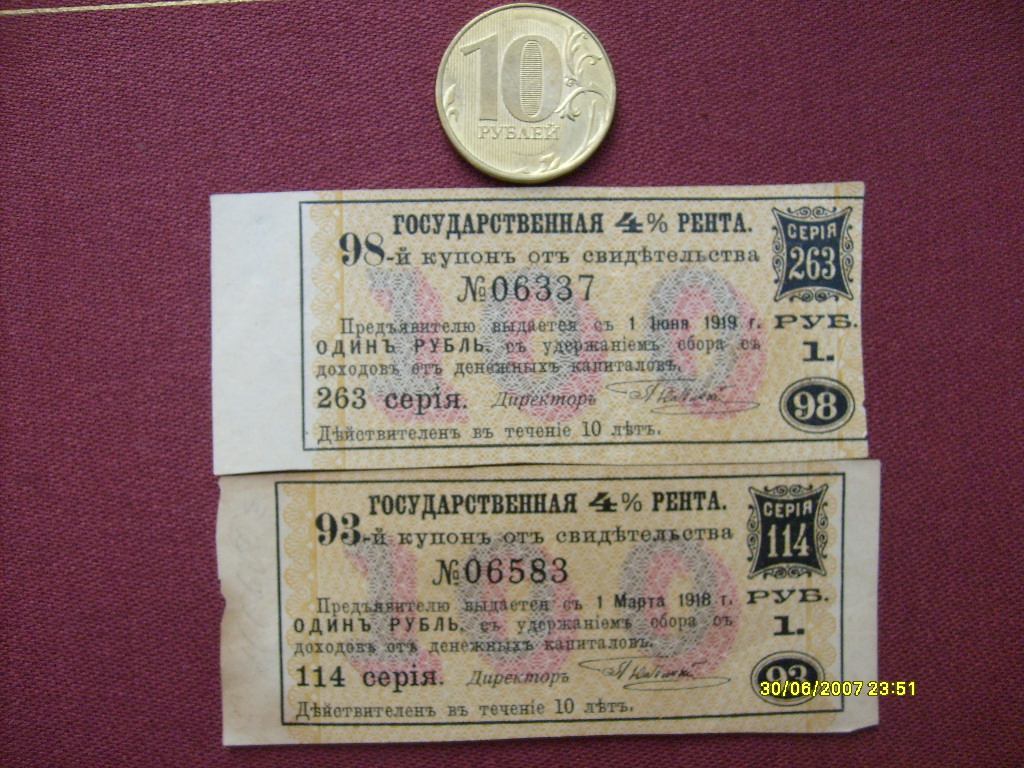 10
РУБЛЕЙ
ГОСУДАРСТВЕННАЯ 4% РЕНТА.
98-й купонъ отъ свидѣтельства
№06337
Предъявителю выдается съ 1 Іюня 1919 г.
ОДИНЪ РУБЛЬ, съ удержаніемъ сбора съ
доходовъ отъ денежныхъ капиталовъ.
263 серія. Директоръ
Дѣйствителенъ въ теченіе 10 лѣтъ.
СЕРІЯ
263
РУБ.
1.
98
100
ГОСУДАРСТВЕННАЯ 4% РЕНТА.
93-й купонъ отъ свидѣтельства
№06583
Предъявителю выдается съ 1 Марта 1918 г.
ОДИНЪ РУБЛЬ, съ удержаніемъ сбора съ
доходовъ отъ денежныхъ капиталовъ.
114 серія. Директоръ
Дѣйствителенъ въ теченіе 10 лѣтъ.
СЕРІЯ
114
РУБ.
1.
93
100
30/06/2007 23:51